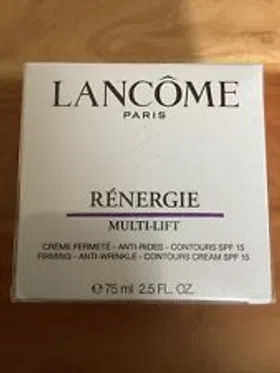 LANCÔME
PARIS
RÉNERGIE
MULTI-LIFT
CRÈME FERMETÉ - ANTI-RIDES - CONTOURS SPF 15
FIRMING - ANTI-WRINKLE - CONTOURS CREAM SPF 15
℮ 75 ml 2.5 FL. OZ.